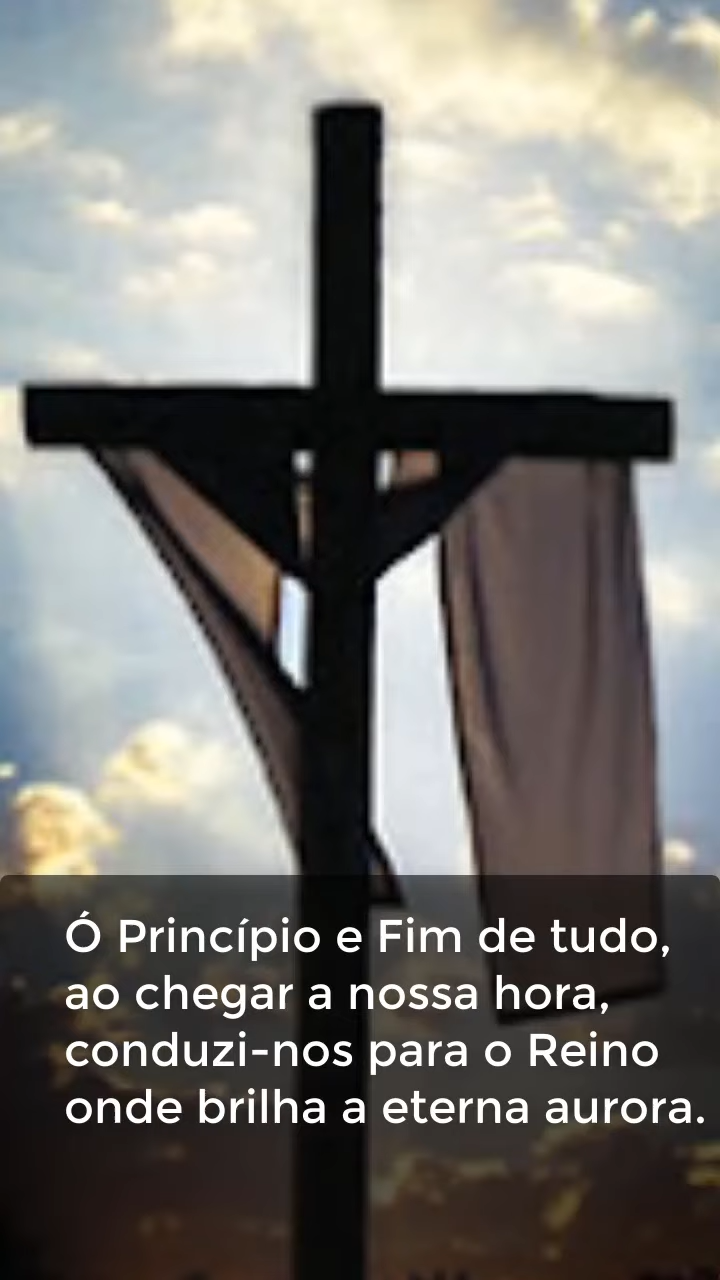 Ó Princípio e Fim de tudo,
ao chegar a nossa hora,
conduzi-nos para o Reino
onde brilha a eterna aurora.